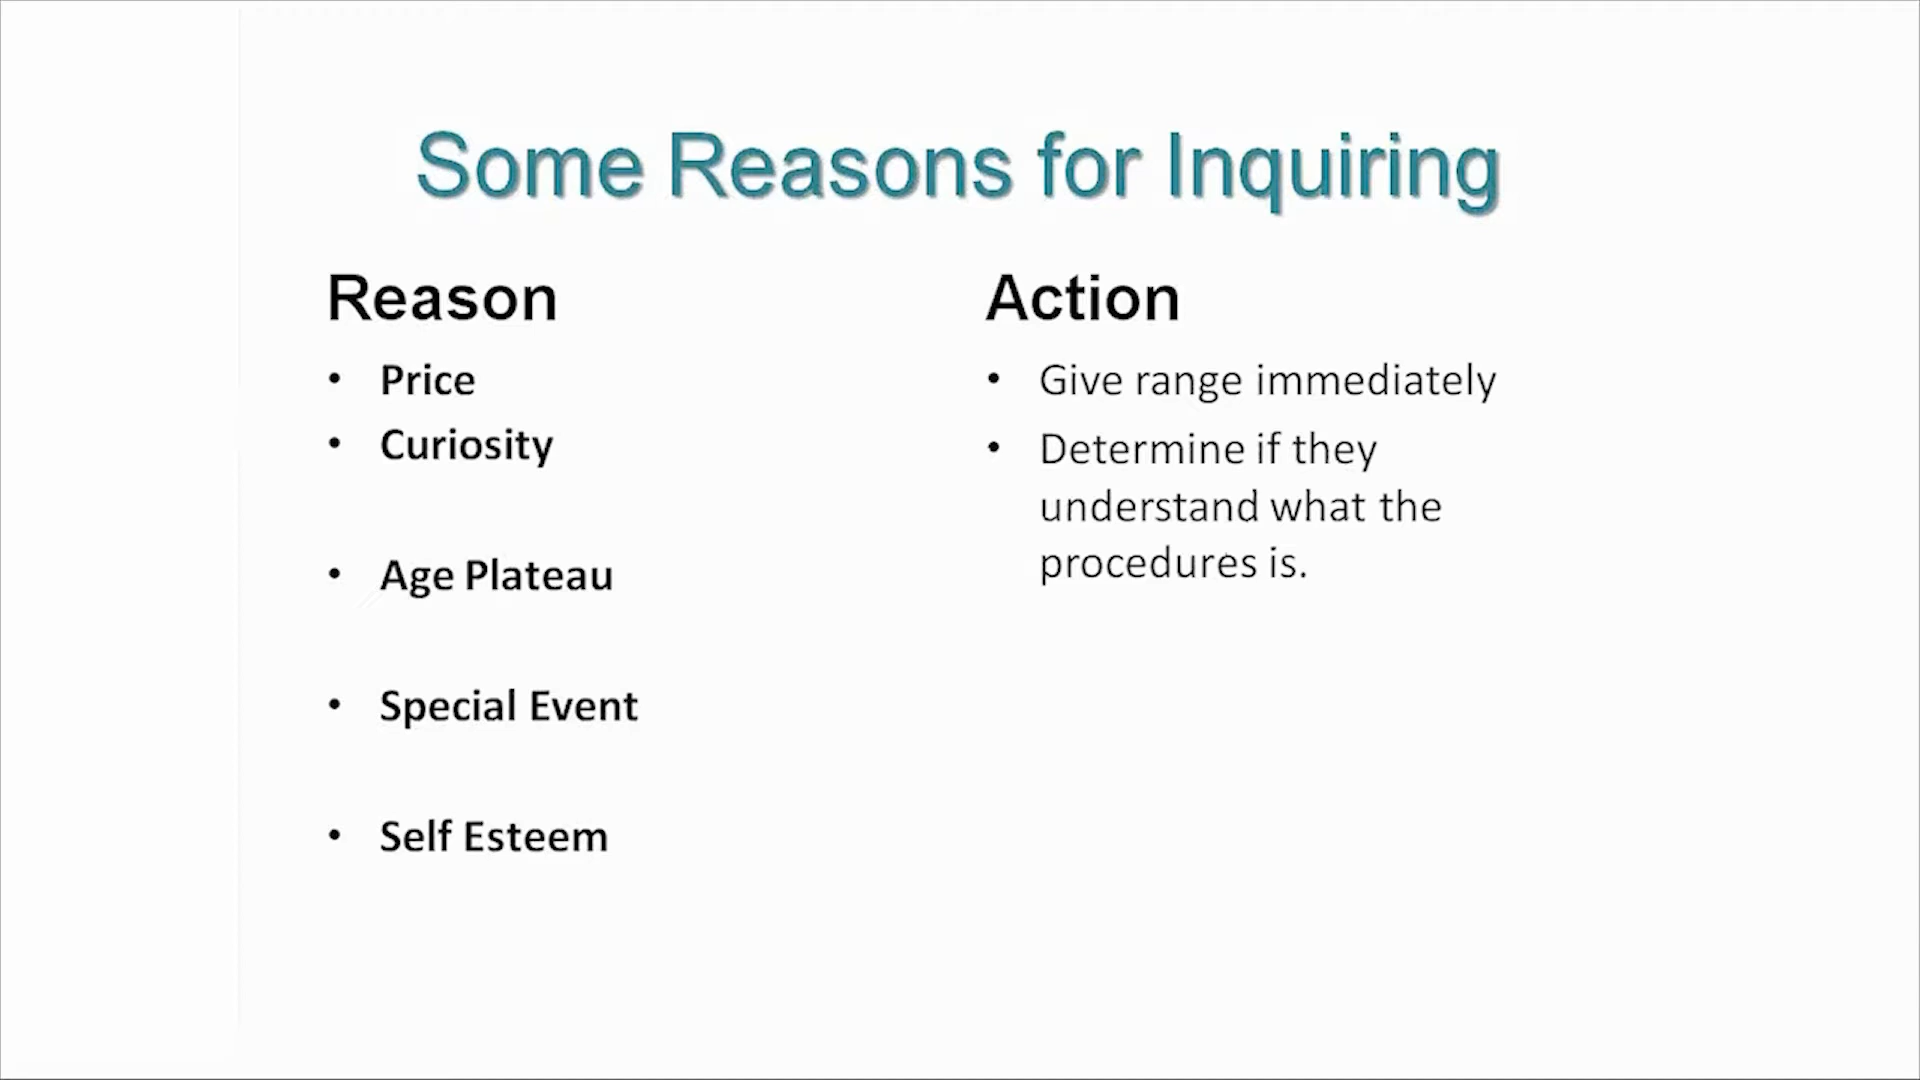 Some Reasons for Inquiring
Reason
• Price
• Curiosity
• Age Plateau
• Special Event
• Self Esteem
Action
• Give range immediately
• Determine if they
understand what the
procedures is.